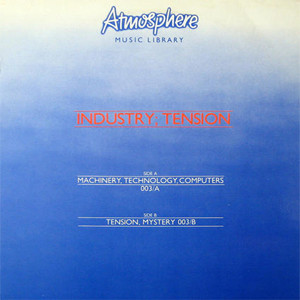 Atmosphere
MUSIC LIBRARY
INDUSTRY; TENSION
SIDE A
MACHINERY, TECHNOLOGY, COMPUTERS
003/A
SIDE B
TENSION, MYSTERY 003/B